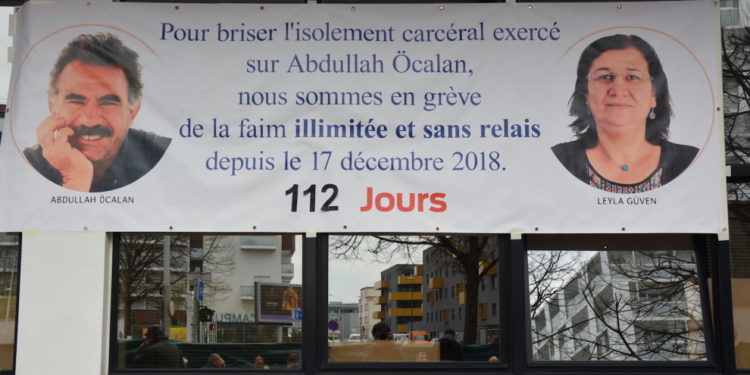 Pour briser l'isolement carcéral exercé
sur Abdullah Öcalan,
nous sommes en grève
de la faim illimitée et sans relais
depuis le 17 décembre 2018.
112 Jours
ABDULLAH ÖCALAN
LEYLA GÜVEN